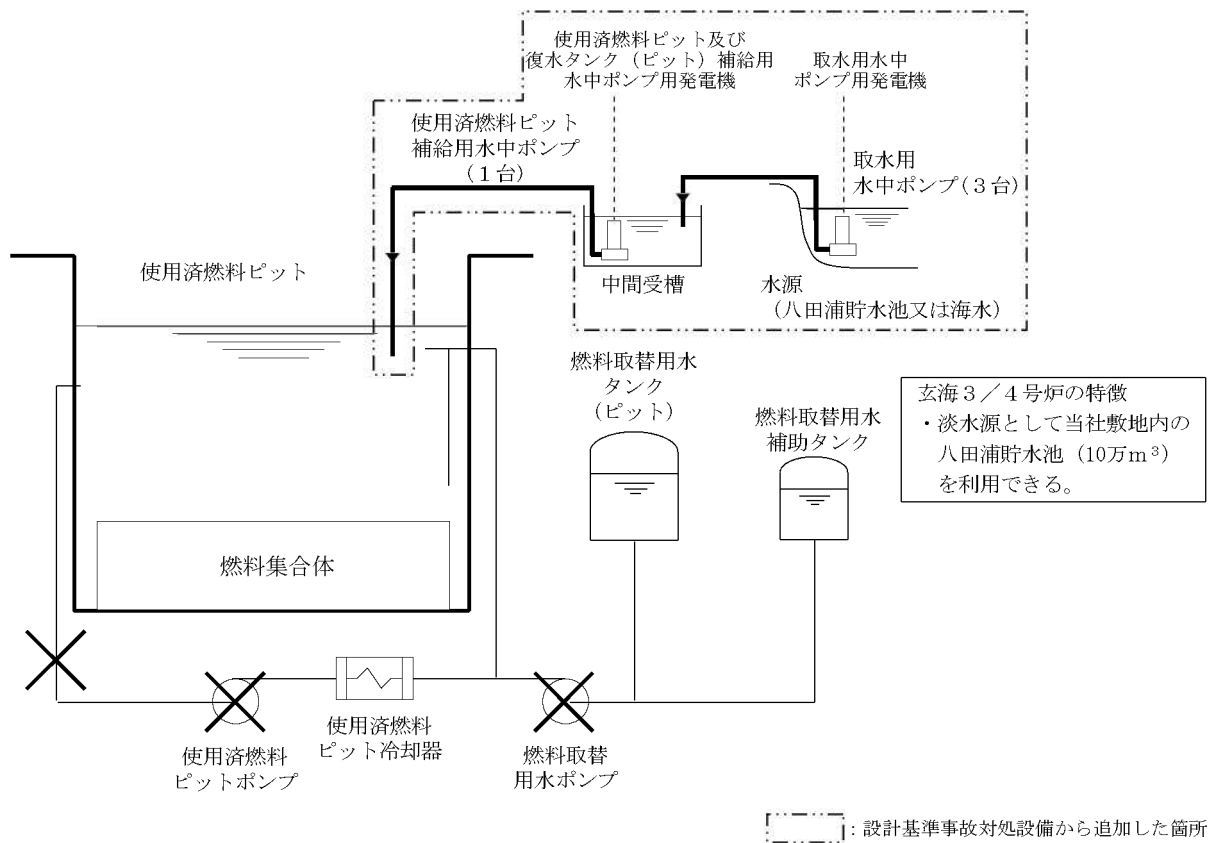 使用済燃料ピット及び
復水タンク（ピット）補給用
水中ポンプ用発電機
取水用水中
ポンプ用発電機
使用済燃料ピット
補給用水中ポンプ
（１台）
取水用
水中ポンプ（３台）
中間受槽
水源
（八田浦貯水池又は海水）
使用済燃料ピット
燃料取替用水
タンク
（ピット）
燃料取替用水
補助タンク
玄海３／４号炉の特徴
・淡水源として当社敷地内の
八田浦貯水池（10万m³）
を利用できる。
燃料集合体
使用済燃料
ピットポンプ
使用済燃料
ピット冷却器
燃料取替
用水ポンプ
：設計基準事故対処設備から追加した箇所